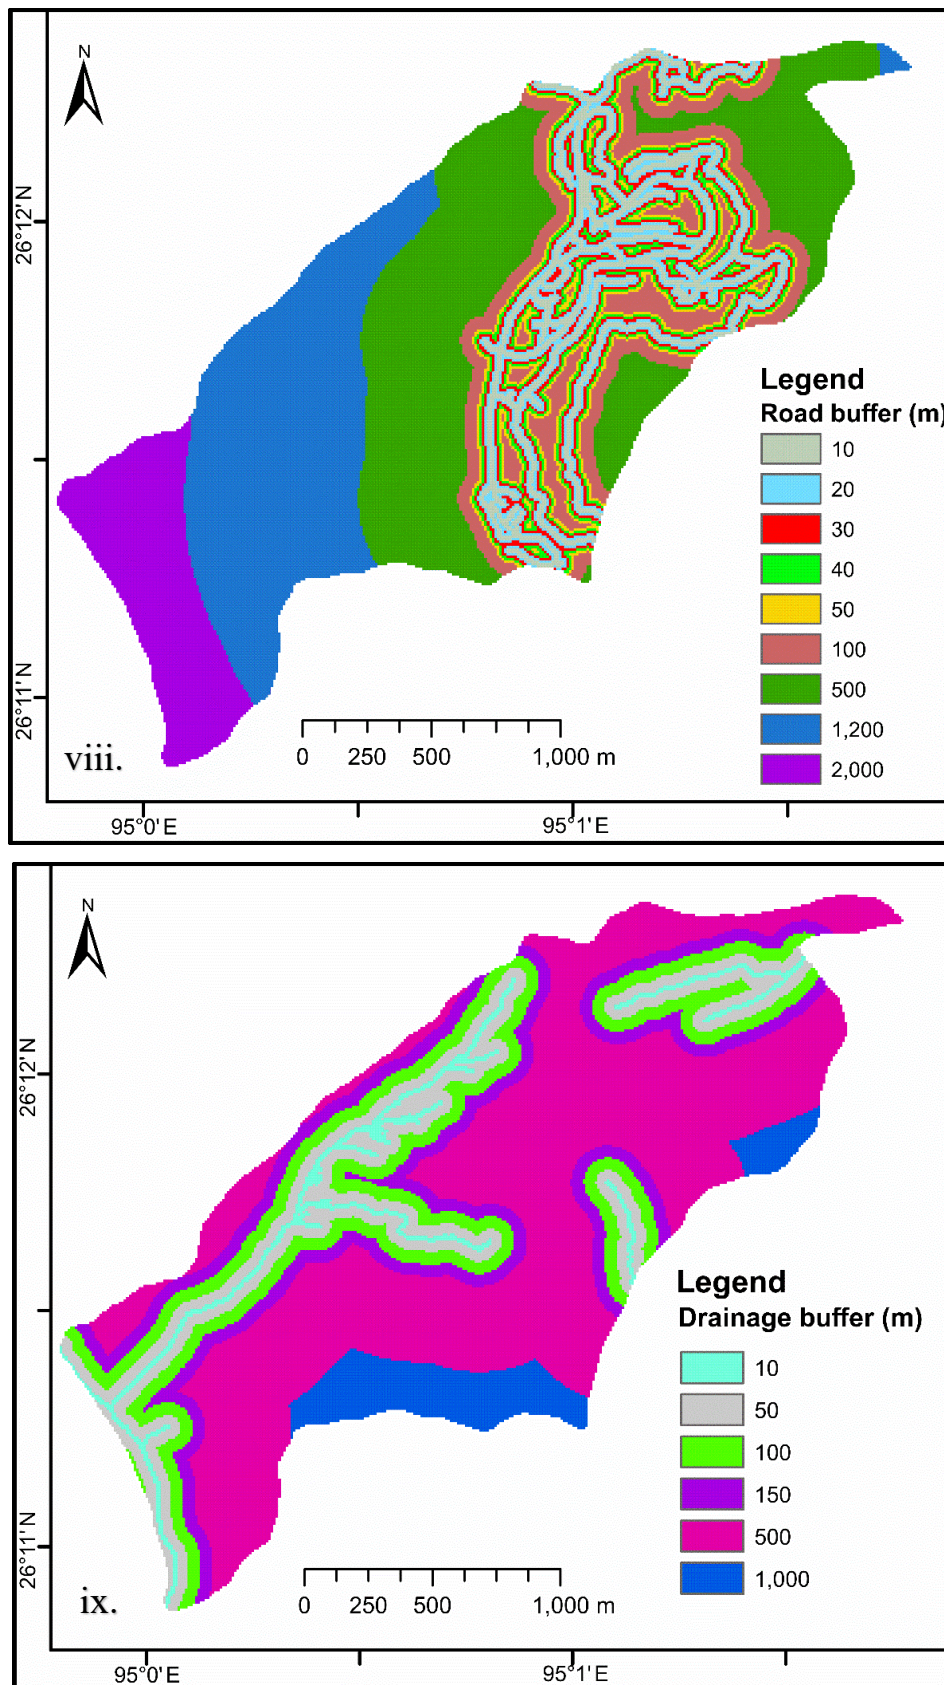 N
26°12' N
26°11' N
Legend
Road buffer (m)
10
20
30
40
50
100
500
1,200
2,000
0 250 500 1,000 m
viii.
95°0' E 95°1' E
N
26°12' N
26°11' N
Legend
Drainage buffer (m)
10
50
100
150
500
1,000
0 250 500 1,000 m
ix.
95°0' E 95°1' E